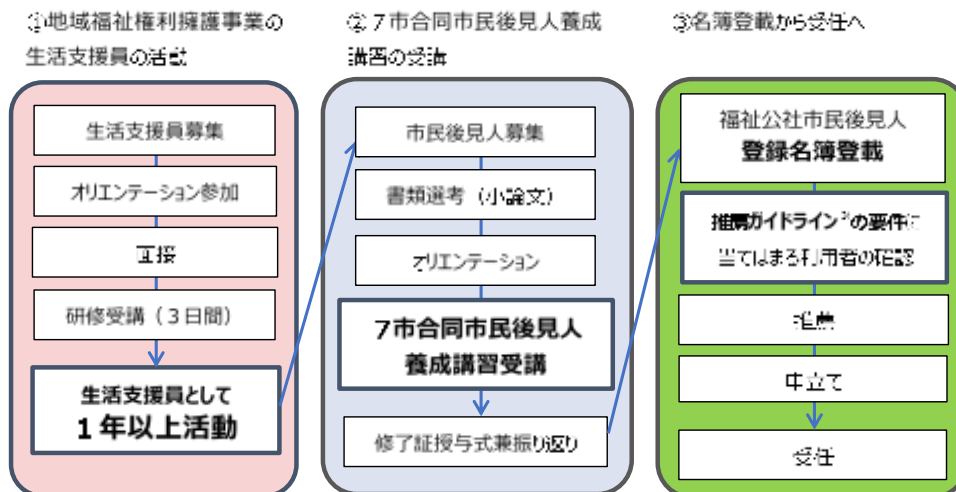 ①地域福祉権利擁護事業の
生活支援員の活動
生活支援員募集
オリエンテーション参加
面接
研修受講（３日間）
生活支援員として
１年以上活動
②７市合同市民後見人養成
講習の受講
市民後見人募集
書類選考（小論文）
オリエンテーション
７市合同市民後見人
養成講習受講
修了証授与式兼振り返り
③名簿登載から受任へ
福祉公社市民後見人
登録名簿登載
推薦ガイドライン の要件に
当てはまる利用者の確認
推薦
申立て
受任